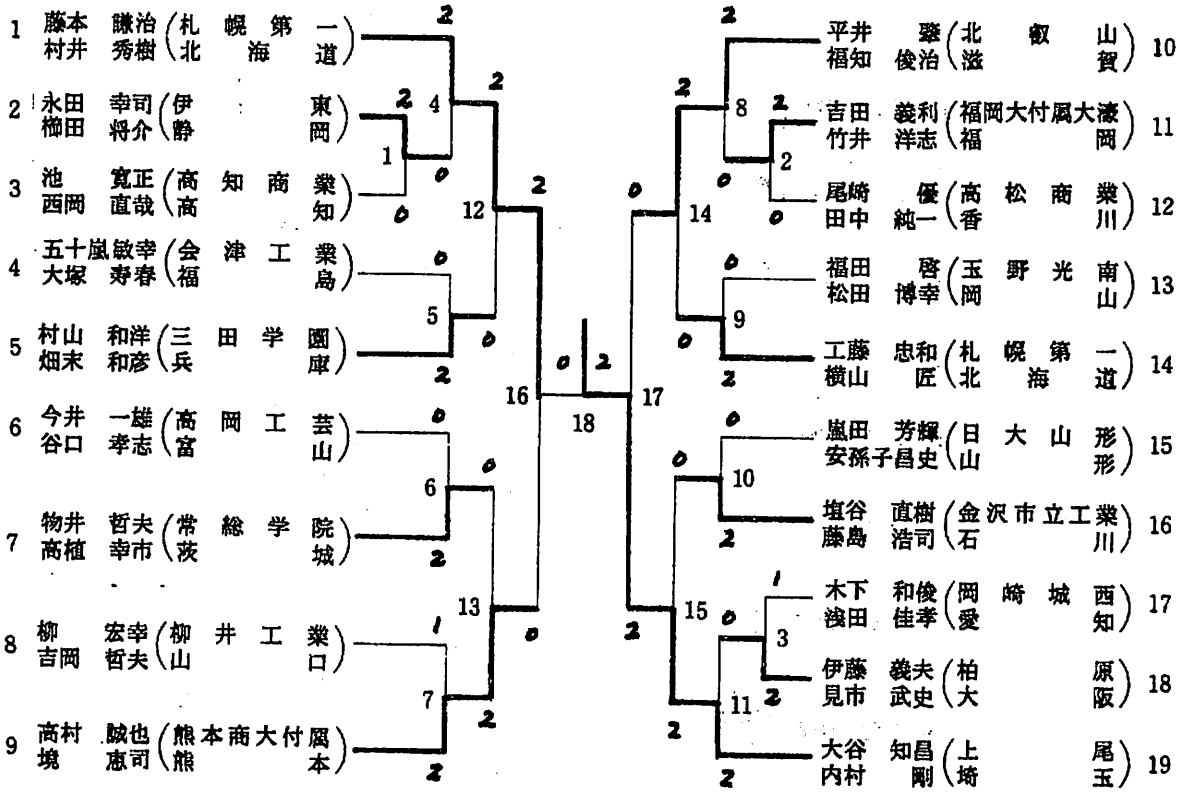 1 藤本 謙治 (札幌第一
村井 秀樹 (北海道)
2 永田 幸司 (伊東
櫛田 将介 (静岡)
3 池 寛正 (高知商業
西岡 直哉 (高知)
4 五十嵐敏幸 (会津工業
大塚 寿春 (福島)
5 村山 和洋 (三田学園
畑末 和彦 (兵庫)
6 今井 一雄 (高岡工芸
谷口 孝志 (富山)
7 物井 哲夫 (常総学院
高植 幸市 (茨城)
8 柳 宏幸 (柳井工業
吉岡 哲夫 (山口)
9 高村 誠也 (熊本商大付属
境 恵司 (熊本)
2
2 4 2
1 0
0
2
12
0
5 0
2
0
6 0
2
13 0
1
7 2
2
16
0 2
18
17
2
2 8
2 2
0
0
0 14
0
9 0
2
0
10 0
2
15 2
1
0 3
2
11 2
2
平井 (北叡山
福知 俊治 (滋賀) 10
吉田 義利 (福岡大付属大濠
竹井 洋志 (福岡) 11
尾崎 優 (高松商業
田中 純一 (香川) 12
福田 啓 (玉野光南
松田 博幸 (岡山) 13
工藤 忠和 (札幌第一
横山 匠 (北海道) 14
嵐田 芳輝 (日大山形
安孫子昌史 (山形) 15
塩谷 直樹 (金沢市立工業
藤島 浩司 (石川) 16
木下 和俊 (岡崎城西
浅田 佳孝 (愛知) 17
伊藤 義夫 (柏原
見市 武史 (大阪) 18
大谷 知昌 (上尾
内村 剛 (埼玉) 19